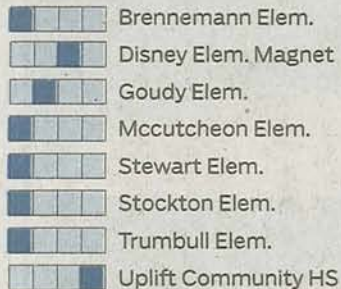 Brennemann Elem.
Disney Elem. Magnet
Goudy Elem.
Mccutcheon Elem.
Stewart Elem.
Stockton Elem.
Trumbull Elem.
Uplift Community HS